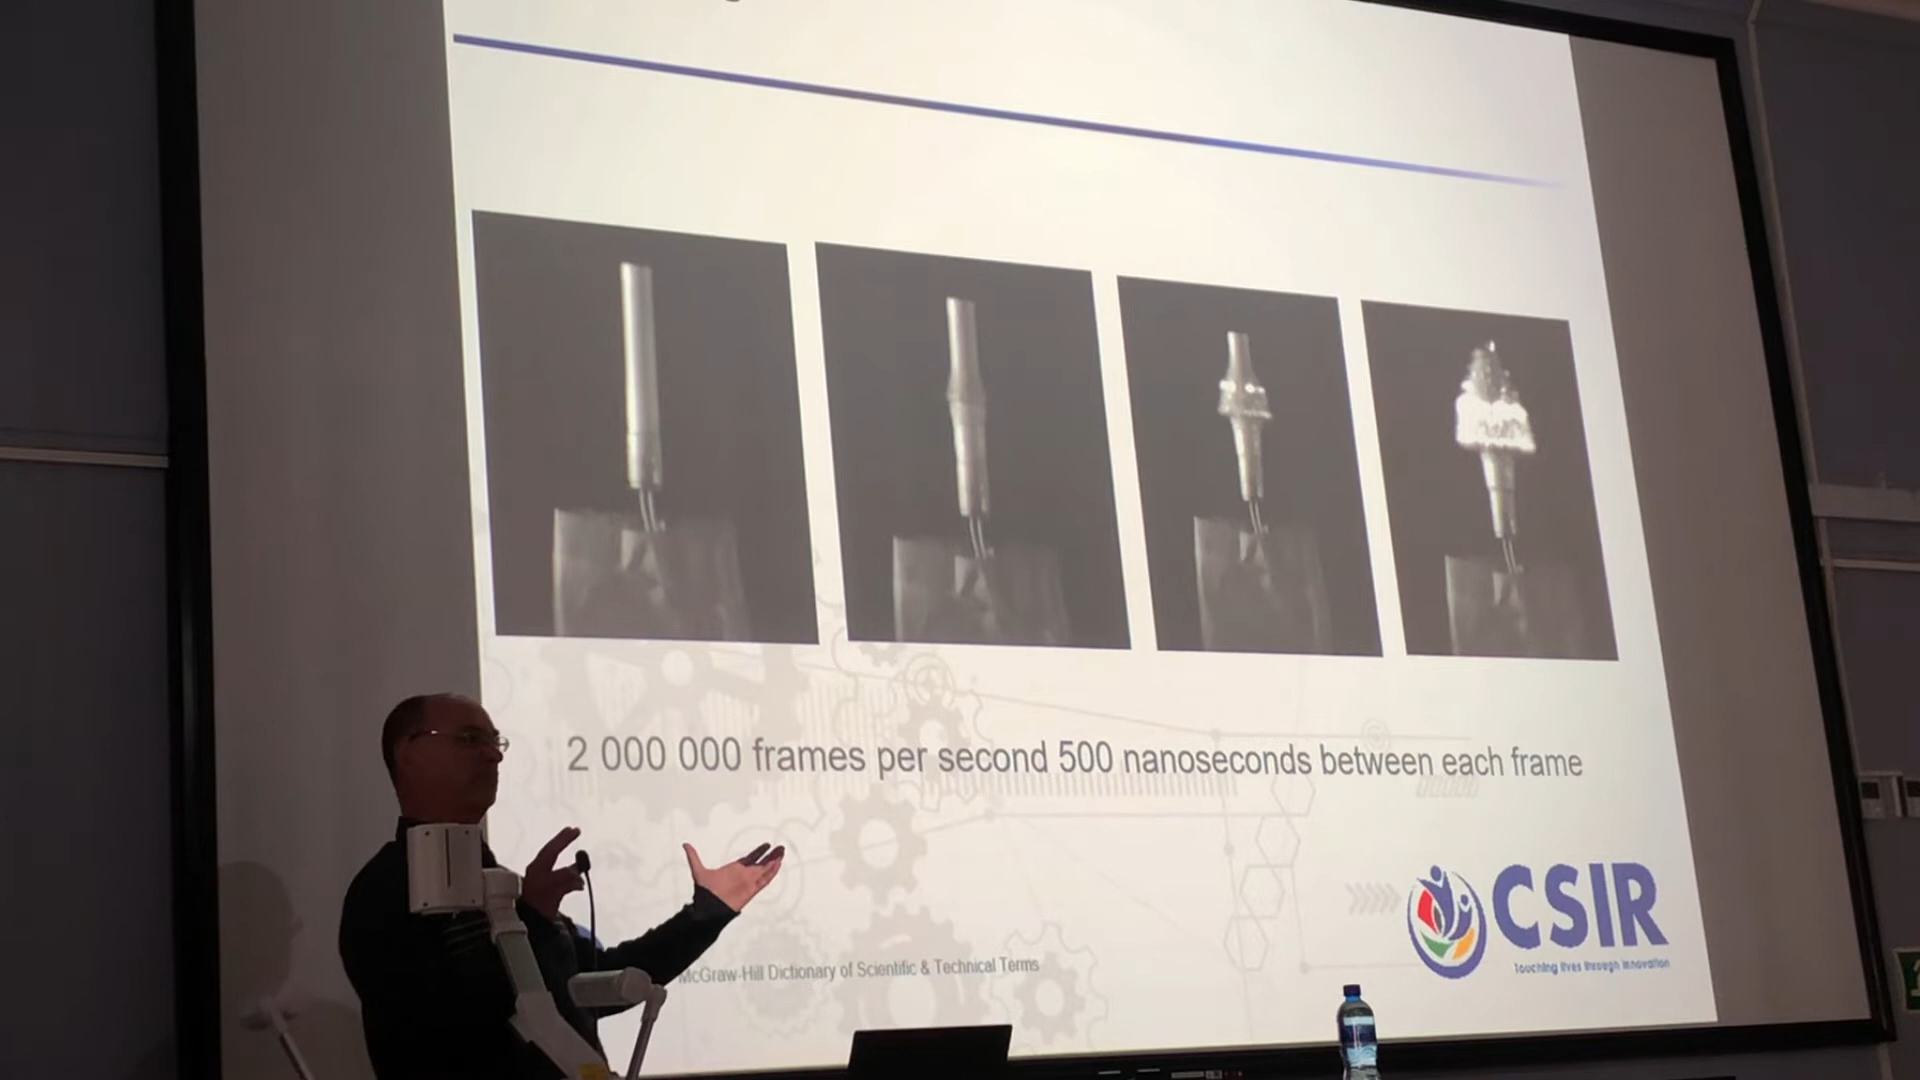 2 000 000 frames per second 500 nanoseconds between each frame
McGraw-Hill Dictionary of Scientific & Technical Terms
CSIR
Touching lives through innovation